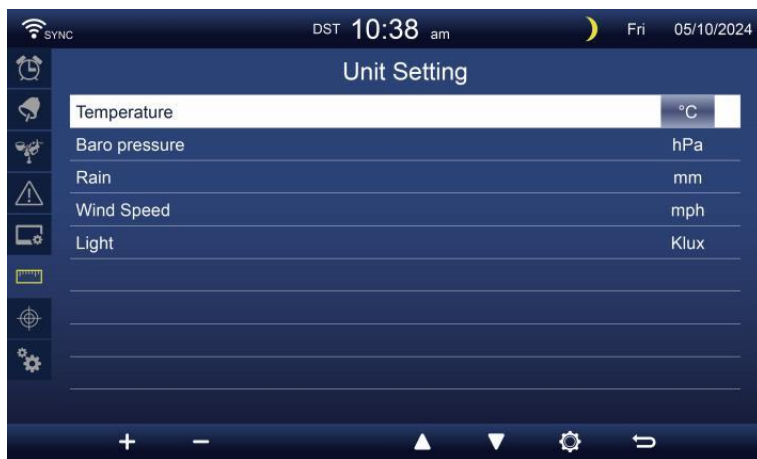 SYNC DST 10:38 am Fri 05/10/2024
Unit Setting
Temperature °C
Baro pressure hPa
Rain mm
Wind Speed mph
Light Klux